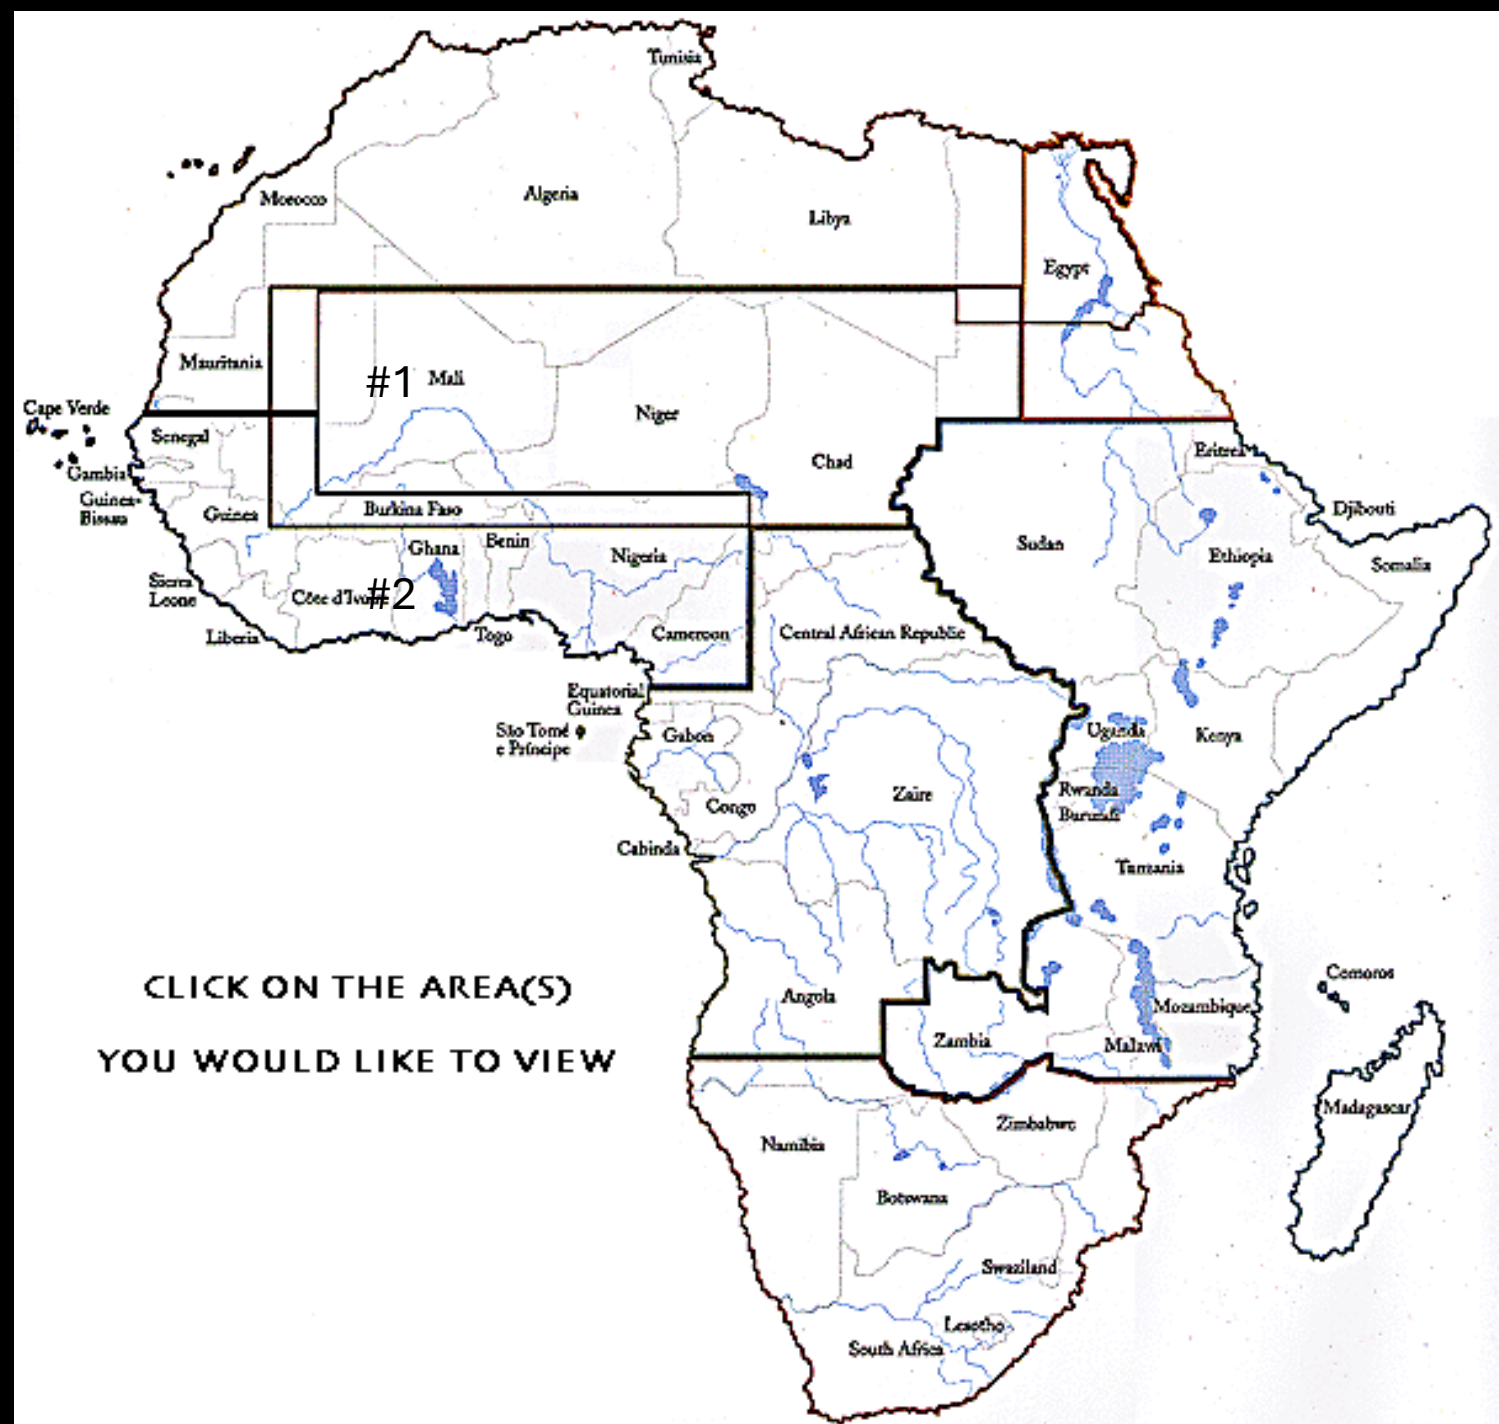 Tunisia
Morocco
Algeria
Libya
Egypt
Mauritania
#1
Mali
Niger
Chad
Cape Verde
Senegal
Gambia
Guinea-
Bissau
Guinea
Burkina Faso
Eritrea
Djibouti
Sudan
Ethiopia
Somalia
Sierra
Leone
Liberia
Côte d'Ivoire
#2
Ghana
Togo
Benin
Nigeria
Cameroon
Central African Republic
Equatorial
Guinea
São Tomé
e Príncipe
Gabon
Congo
Zaire
Uganda
Kenya
Rwanda
Burundi
Cabinda
Tanzania
Angola
Zambia
Malawi
Mozambique
Comoros
Madagascar
CLICK ON THE AREA(S)
YOU WOULD LIKE TO VIEW
Namibia
Zimbabwe
Botswana
Swaziland
Lesotho
South Africa